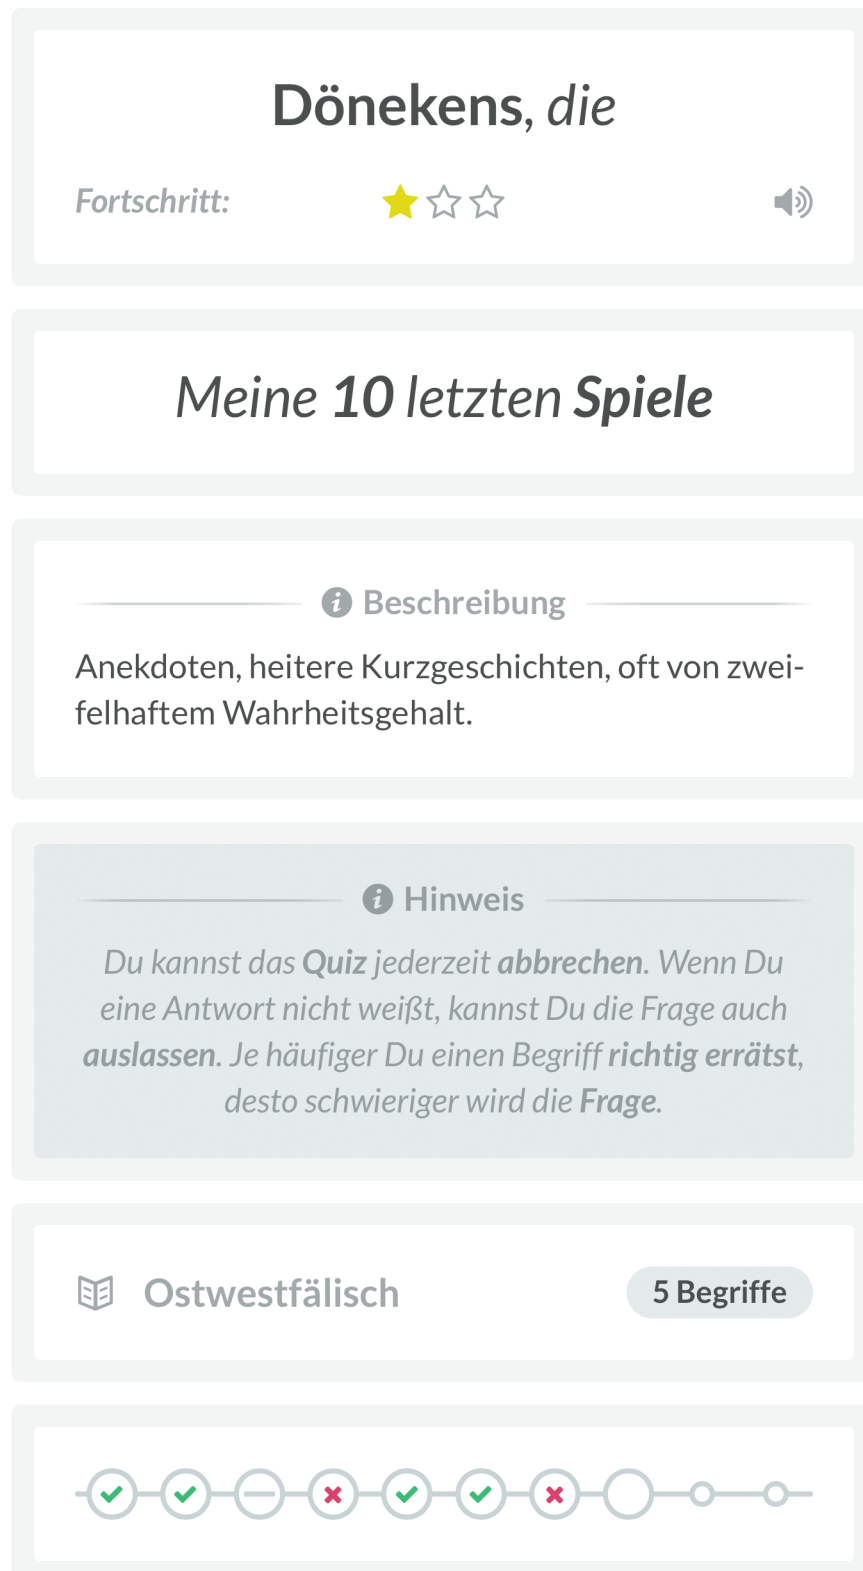 Dönekens, die
Fortschritt:
Meine 10 letzten Spiele
Beschreibung
Anekdoten, heitere Kurzgeschichten, oft von zwei-
felhaftem Wahrheitsgehalt.
Hinweis
Du kannst das Quiz jederzeit abbrechen. Wenn Du
eine Antwort nicht weißt, kannst Du die Frage auch
auslassen. Je häufiger Du einen Begriff richtig errätst,
desto schwieriger wird die Frage.
Ostwestfälisch
5 Begriffe